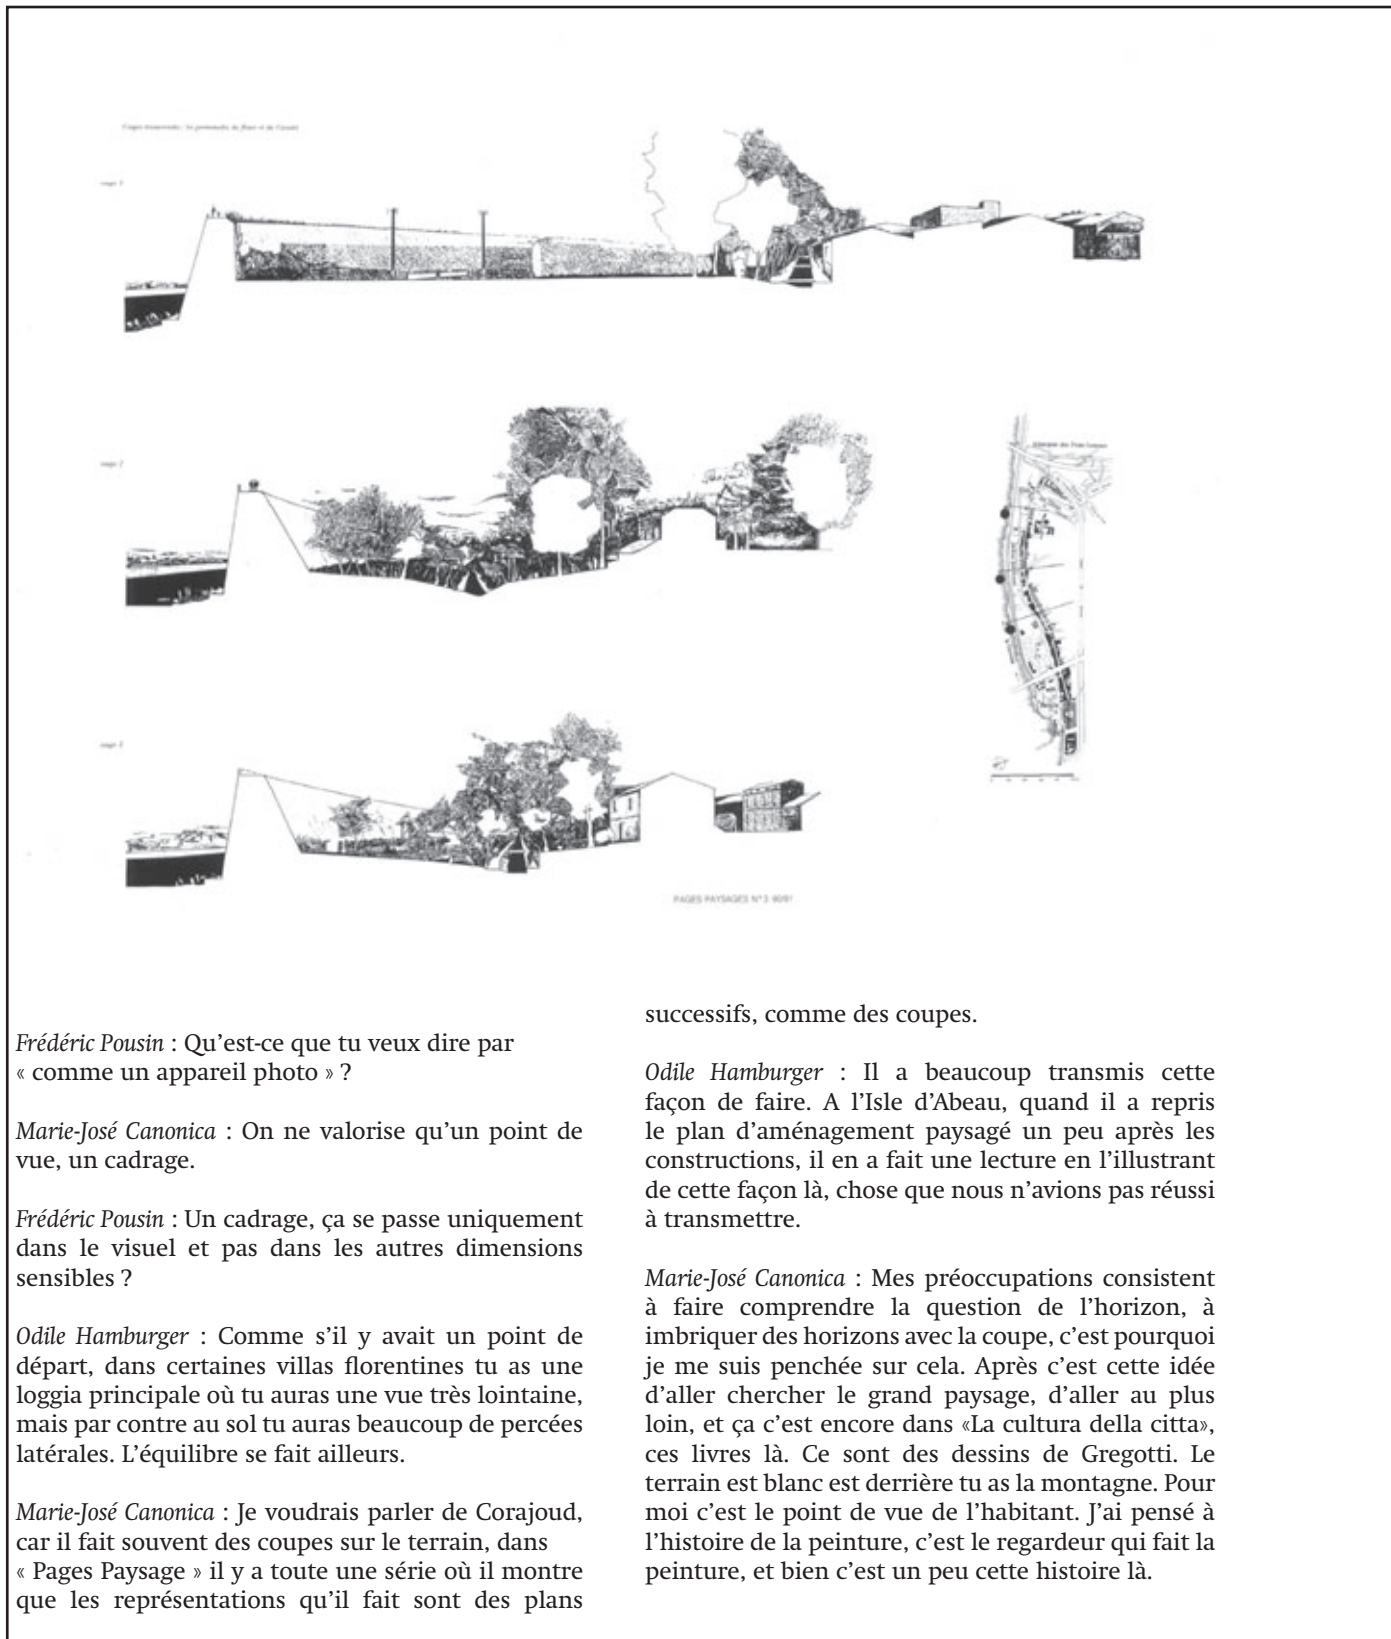 coupe 1
coupe 2
coupe 3
PAGES PAYSAGES N°3 90/91
Frédéric Pousin : Qu’est-ce que tu veux dire par
« comme un appareil photo » ?
Marie-José Canonica : On ne valorise qu’un point de
vue, un cadrage.
Frédéric Pousin : Un cadrage, ça se passe uniquement
dans le visuel et pas dans les autres dimensions
sensibles ?
Odile Hamburger : Comme s’il y avait un point de
départ, dans certaines villas florentines tu as une
loggia principale où tu auras une vue très lointaine,
mais par contre au sol tu auras beaucoup de percées
latérales. L’équilibre se fait ailleurs.
Marie-José Canonica : Je voudrais parler de Corajoud,
car il fait souvent des coupes sur le terrain, dans
« Pages Paysage » il y a toute une série où il montre
que les représentations qu’il fait sont des plans
successifs, comme des coupes.
Odile Hamburger : Il a beaucoup transmis cette
façon de faire. A l’Isle d’Abeau, quand il a repris
le plan d’aménagement paysagé un peu après les
constructions, il en a fait une lecture en l’illustrant
de cette façon là, chose que nous n’avions pas réussi
à transmettre.
Marie-José Canonica : Mes préoccupations consistent
à faire comprendre la question de l’horizon, à
imbriquer des horizons avec la coupe, c’est pourquoi
je me suis penchée sur cela. Après c’est cette idée
d’aller chercher le grand paysage, d’aller au plus
loin, et ça c’est encore dans «La cultura della citta»,
ces livres là. Ce sont des dessins de Gregotti. Le
terrain est blanc est derrière tu as la montagne. Pour
moi c’est le point de vue de l’habitant. J’ai pensé à
l’histoire de la peinture, c’est le regardeur qui fait la
peinture, et bien c’est un peu cette histoire là.